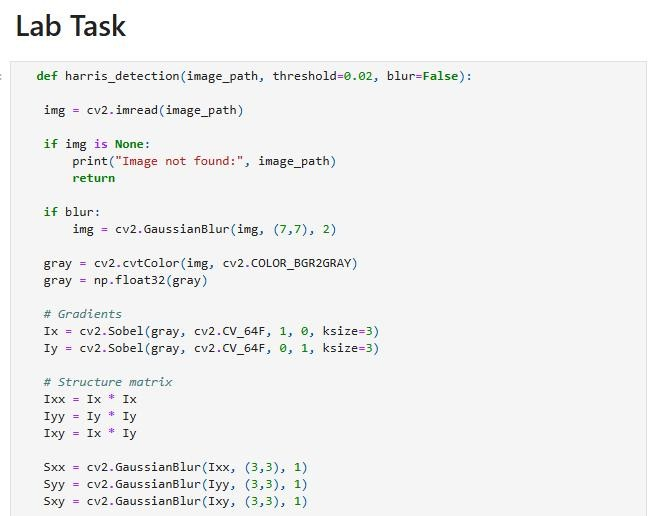 Lab Task
def harris_detection(image_path, threshold=0.02, blur=False):
img = cv2.imread(image_path)
if img is None:
print("Image not found:", image_path)
return
if blur:
img = cv2.GaussianBlur(img, (7,7), 2)
gray = cv2.cvtColor(img, cv2.COLOR_BGR2GRAY)
gray = np.float32(gray)
# Gradients
Ix = cv2.Sobel(gray, cv2.CV_64F, 1, 0, ksize=3)
Iy = cv2.Sobel(gray, cv2.CV_64F, 0, 1, ksize=3)
# Structure matrix
Ixx = Ix * Ix
Iyy = Iy * Iy
Ixy = Ix * Iy
Sxx = cv2.GaussianBlur(Ixx, (3,3), 1)
Syy = cv2.GaussianBlur(Iyy, (3,3), 1)
Sxy = cv2.GaussianBlur(Ixy, (3,3), 1)